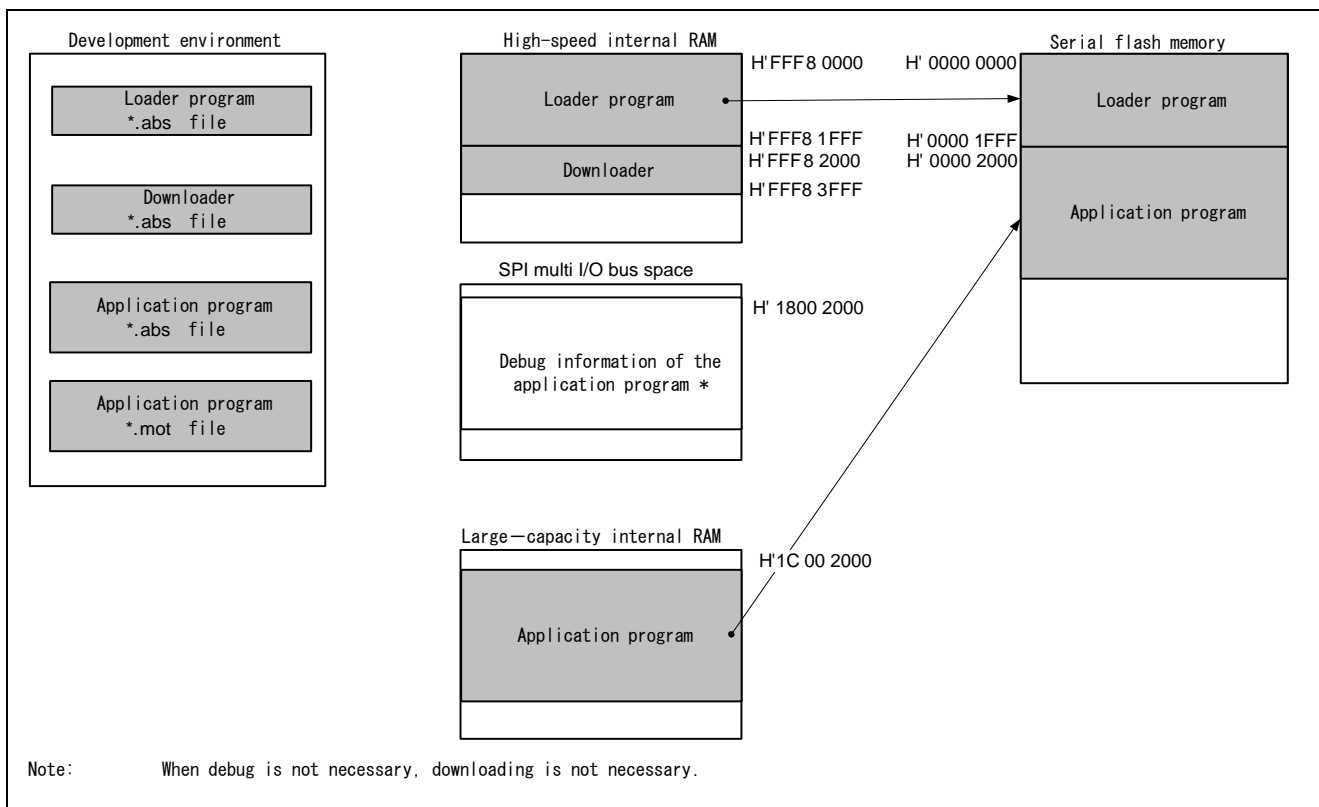 Development environment
Loader program
*.abs file
Downloader
*.abs file
Application program
*.abs file
Application program
*.mot file
High-speed internal RAM
Loader program
Downloader
H'FFF8 0000
H'FFF8 1FFF
H'FFF8 2000
H'FFF8 3FFF
SPI multi I/O bus space
H' 1800 2000
Debug information of the
application program *
Large－capacity internal RAM
H'1C 00 2000
Application program
Serial flash memory
H' 0000 0000
H' 0000 1FFF
H' 0000 2000
Loader program
Application program
Note: When debug is not necessary, downloading is not necessary.